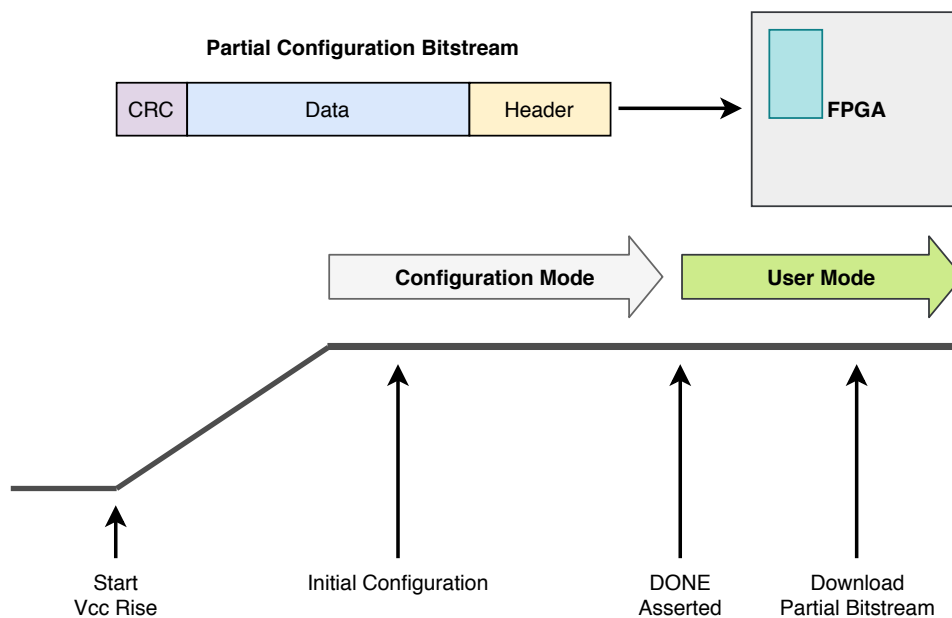 Partial Configuration Bitstream
CRC
Data
Header
FPGA
Configuration Mode
User Mode
Start
Vcc Rise
Initial Configuration
DONE
Asserted
Download
Partial Bitstream